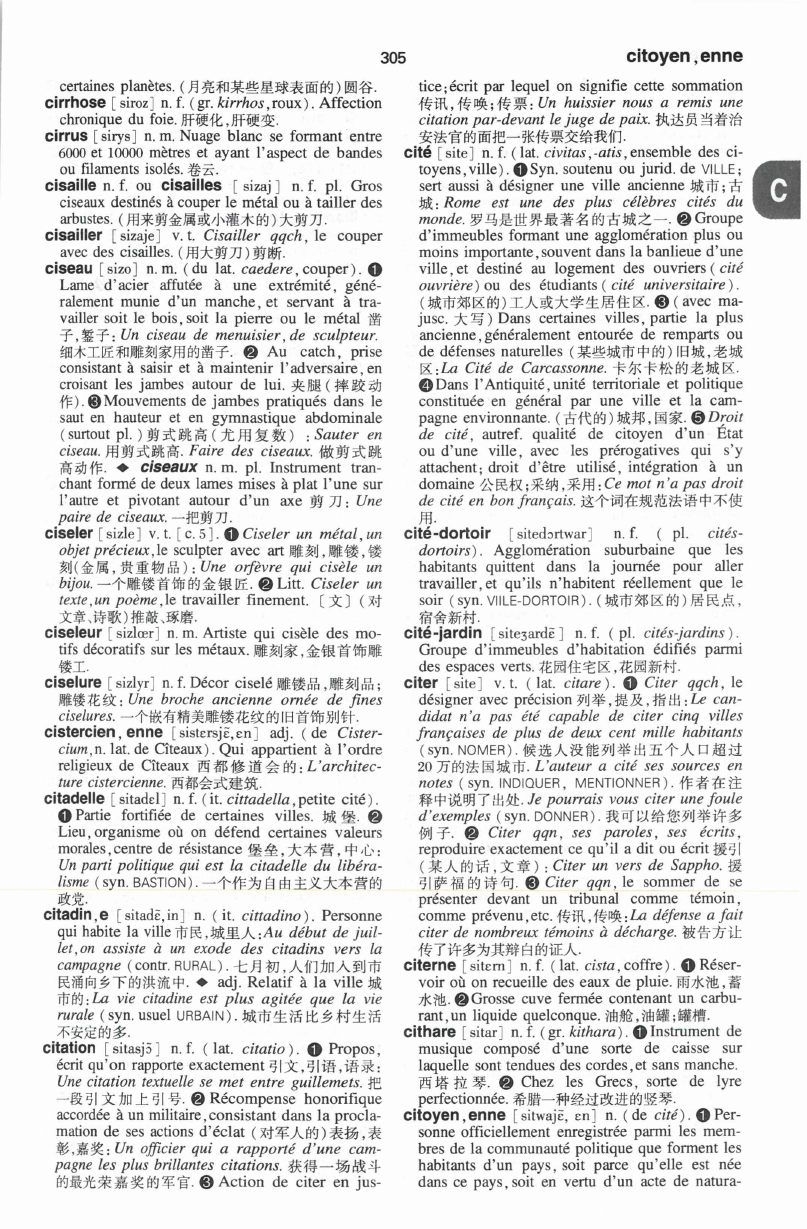 305
citoyen,enne
certaines planètes. (月亮和某些星球表面的)圆谷.
cirrhose [siroz] n. f. (gr. kirrhos,roux). Affection
chronique du foie. 肝硬化,肝硬变.
cirrus [sirys] n. m. Nuage blanc se formant entre
6000 et 10000 mètres et ayant l'aspect de bandes
ou filaments isolés. 卷云.
cisaille n. f. ou cisailles [sizaj] n. f. pl. Gros
ciseaux destinés à couper le métal ou à tailler des
arbustes. (用来剪金属或小灌木的)大剪刀.
cisailler [sizaje] v. t. Cisailler qqch, le couper
avec des cisailles. (用大剪刀)剪断.
ciseau [sizo] n. m. (du lat. caedere,couper). ❶
Lame d'acier affutée à une extrémité, géné-
ralement munie d'un manche, et servant à tra-
vailler soit le bois,soit la pierre ou le métal 凿
子,錾子: Un ciseau de menuisier, de sculpteur.
细木工匠和雕刻家用的凿子. ❷ Au catch, prise
consistant à saisir et à maintenir l'adversaire,en
croisant les jambes autour de lui. 夹腿(摔跤动
作). ❸ Mouvements de jambes pratiqués dans le
saut en hauteur et en gymnastique abdominale
(surtout pl. ) 剪式跳高(尤用复数) : Sauter en
ciseau. 用剪式跳高. Faire des ciseaux. 做剪式跳
高动作. ◆ ciseaux n. m. pl. Instrument tran-
chant formé de deux lames mises à plat l'une sur
l'autre et pivotant autour d'un axe 剪刀: Une
paire de ciseaux. 一把剪刀.
ciseler [sizle] v. t. [c. 5]. ❶ Ciseler un métal,un
objet précieux,le sculpter avec art 雕刻,雕镂,镂
刻(金属,贵重物品) : Une orfèvre qui cisèle un
bijou. 一个雕镂首饰的金银匠. ❷ Litt. Ciseler un
texte,un poème,le travailler finement. [文] (对
文章、诗歌)推敲、琢磨.
ciseleur [sizlœr] n. m. Artiste qui cisèle des mo-
tifs décoratifs sur les métaux. 雕刻家,金银首饰雕
镂工.
ciselure [sizlyr] n. f. Décor ciselé 雕镂品,雕刻品;
雕镂花纹: Une broche ancienne ornée de fines
ciselures. 一个嵌有精美雕镂花纹的旧首饰别针.
cistercien, enne [sistɛrsjɛ̃,ɛn] adj. (de Cister-
cium,n. lat. de Cîteaux). Qui appartient à l'ordre
religieux de Cîteaux 西都修道会的: L'architec-
ture cistercienne. 西都会式建筑.
citadelle [sitadɛl] n. f. (it. cittadella,petite cité).
❶ Partie fortifiée de certaines villes. 城堡. ❷
Lieu,organisme où on défend certaines valeurs
morales,centre de résistance 堡垒,大本营,中心:
Un parti politique qui est la citadelle du libéra-
lisme (syn. BASTION). 一个作为自由主义大本营的
政党.
citadin,e [sitadɛ̃,in] n. (it. cittadino). Personne
qui habite la ville 市民,城里人:Au début de juil-
let,on assiste à un exode des citadins vers la
campagne (contr. RURAL). 七月初,人们加入到市
民涌向乡下的洪流中. ◆ adj. Relatif à la ville 城
市的: La vie citadine est plus agitée que la vie
rurale (syn. usuel URBAIN). 城市生活比乡村生活
不安定的多.
citation [sitasjɔ̃] n. f. (lat. citatio). ❶ Propos,
écrit qu'on rapporte exactement 引文,引语,语录:
Une citation textuelle se met entre guillemets. 把
一段引文加上引号. ❷ Récompense honorifique
accordée à un militaire,consistant dans la procla-
mation de ses actions d'éclat (对军人的)表扬,表
彰,嘉奖: Un officier qui a rapporté d'une cam-
pagne les plus brillantes citations. 获得一场战斗
的最光荣嘉奖的军官. ❸ Action de citer en jus-
tice;écrit par lequel on signifie cette sommation
传讯,传唤;传票: Un huissier nous a remis une
citation par-devant le juge de paix. 执达员当着治
安法官的面把一张传票交给我们.
cité [site] n. f. (lat. civitas,-atis,ensemble des ci-
toyens,ville). ❶ Syn. soutenu ou jurid. de VILLE;
sert aussi à désigner une ville ancienne 城市;古
城: Rome est une des plus célèbres cités du
monde. 罗马是世界最著名的古城之一. ❷ Groupe
d'immeubles formant une agglomération plus ou
moins importante,souvent dans la banlieue d'une
ville,et destiné au logement des ouvriers (cité
ouvrière) ou des étudiants (cité universitaire).
(城市郊区的)工人或大学生居住区. ❸ (avec ma-
jusc. 大写) Dans certaines villes, partie la plus
ancienne,généralement entourée de remparts ou
de défenses naturelles (某些城市中的)旧城,老城
区:La Cité de Carcassonne. 卡尔卡松的老城区.
❹ Dans l'Antiquité,unité territoriale et politique
constituée en général par une ville et la cam-
pagne environnante. (古代的)城邦,国家. ❺ Droit
de cité, autref. qualité de citoyen d'un État
ou d'une ville, avec les prérogatives qui s'y
attachent; droit d'être utilisé, intégration à un
domaine 公民权;采纳,采用:Ce mot n'a pas droit
de cité en bon français. 这个词在规范法语中不使
用.
cité-dortoir [sitedɔrtwar] n. f. ( pl. cités-
dortoirs). Agglomération suburbaine que les
habitants quittent dans la journée pour aller
travailler,et qu'ils n'habitent réellement que le
soir (syn. VIILE-DORTOIR). (城市郊区的)居民点,
宿舍新村.
cité-jardin [siteʒardɛ̃] n. f. (pl. cités-jardins).
Groupe d'immeubles d'habitation édifiés parmi
des espaces verts. 花园住宅区,花园新村.
citer [site] v. t. (lat. citare). ❶ Citer qqch, le
désigner avec précision 列举,提及,指出: Le can-
didat n'a pas été capable de citer cinq villes
françaises de plus de deux cent mille habitants
(syn. NOMER). 候选人没能列举出五个人口超过
20万的法国城市. L'auteur a cité ses sources en
notes (syn. INDIQUER, MENTIONNER). 作者在注
释中说明了出处. Je pourrais vous citer une foule
d'exemples (syn. DONNER). 我可以给您列举许多
例子. ❷ Citer qqn, ses paroles, ses écrits,
reproduire exactement ce qu'il a dit ou écrit 援引
(某人的话,文章) : Citer un vers de Sappho. 援
引萨福的诗句. ❸ Citer qqn, le sommer de se
présenter devant un tribunal comme témoin,
comme prévenu,etc. 传讯,传唤:La défense a fait
citer de nombreux témoins à décharge. 被告方让
传了许多为其辩白的证人.
citerne [sitɛrn] n. f. (lat. cista,coffre). ❶ Réser-
voir où on recueille des eaux de pluie. 雨水池,蓄
水池. ❷ Grosse cuve fermée contenant un carbu-
rant,un liquide quelconque. 油舱,油罐;罐槽.
cithare [sitar] n. f. (gr. kithara). ❶ Instrument de
musique composé d'une sorte de caisse sur
laquelle sont tendues des cordes,et sans manche.
西塔拉琴. ❷ Chez les Grecs, sorte de lyre
perfectionnée. 希腊一种经过改进的竖琴.
citoyen,enne [sitwajɛ̃, ɛn] n. (de cité). ❶ Per-
sonne officiellement enregistrée parmi les mem-
bres de la communauté politique que forment les
habitants d'un pays, soit parce qu'elle est née
dans ce pays,soit en vertu d'un acte de natura-
C